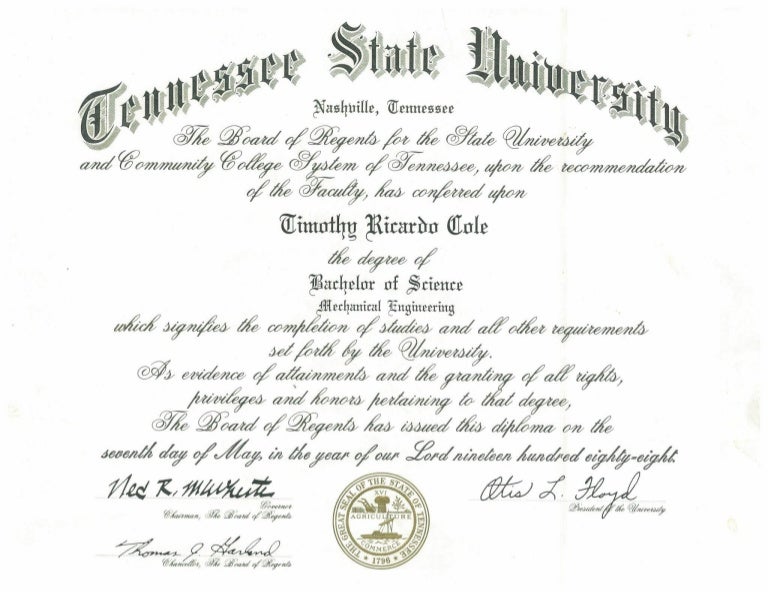 Tennessee State University
Nashville, Tennessee
The Board of Regents for the State University
and Community College System of Tennessee, upon the recommendation
of the Faculty, has conferred upon
Timothy Ricardo Cole
the degree of
Bachelor of Science
Mechanical Engineering
which signifies the completion of studies and all other requirements
set forth by the University.
As evidence of attainments and the granting of all rights,
privileges and honors pertaining to that degree,
The Board of Regents has issued this diploma on the
seventh day of May, in the year of our Lord nineteen hundred eighty-eight.
Ned R. McWherter
Governor
Chairman, The Board of Regents
Thomas J Garland
Chancellor, The Board of Regents
THE GREAT SEAL OF THE STATE OF TENNESSEE
XVI
AGRICULTURE
COMMERCE
1796
Otis L. Floyd
President of the University